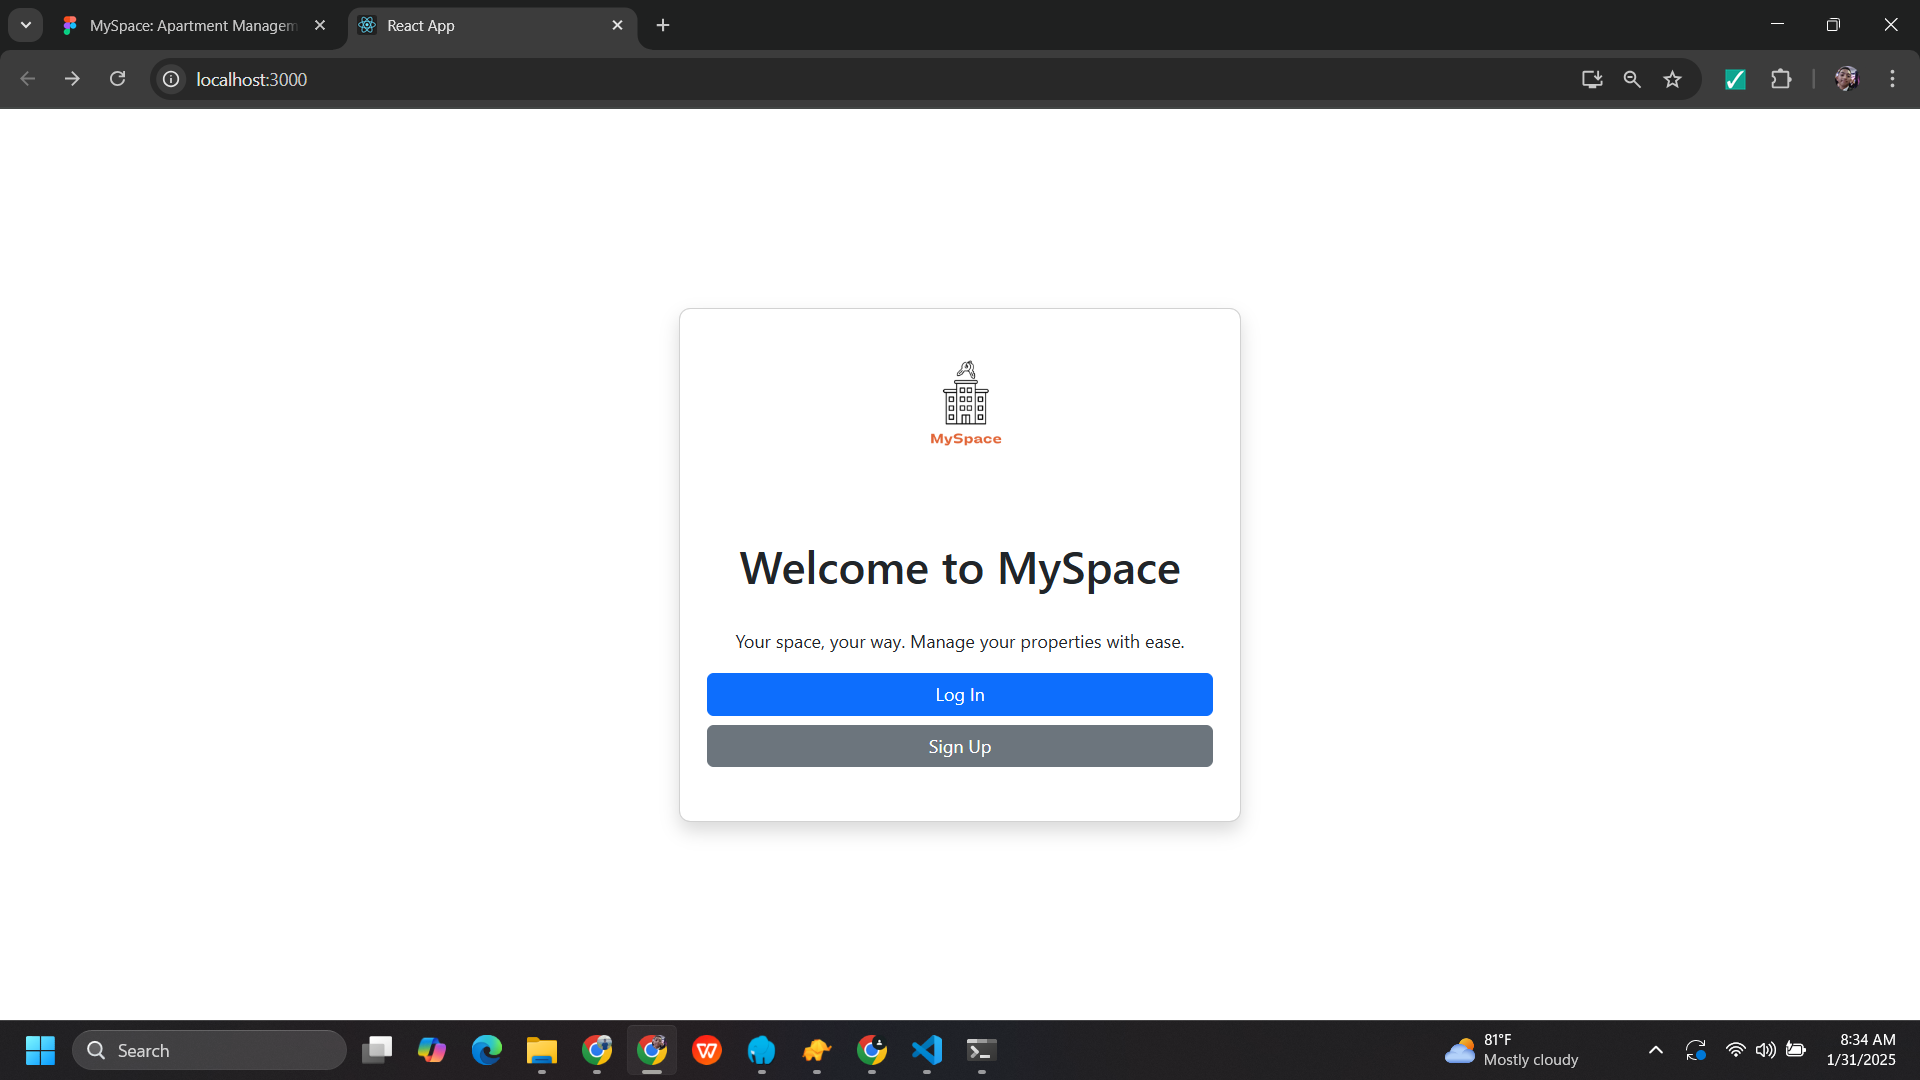 MySpace: Apartment Managem
React App
localhost:3000
MySpace
Welcome to MySpace
Your space, your way. Manage your properties with ease.
Log In
Sign Up
Search
81°F
Mostly cloudy
8:34 AM
1/31/2025